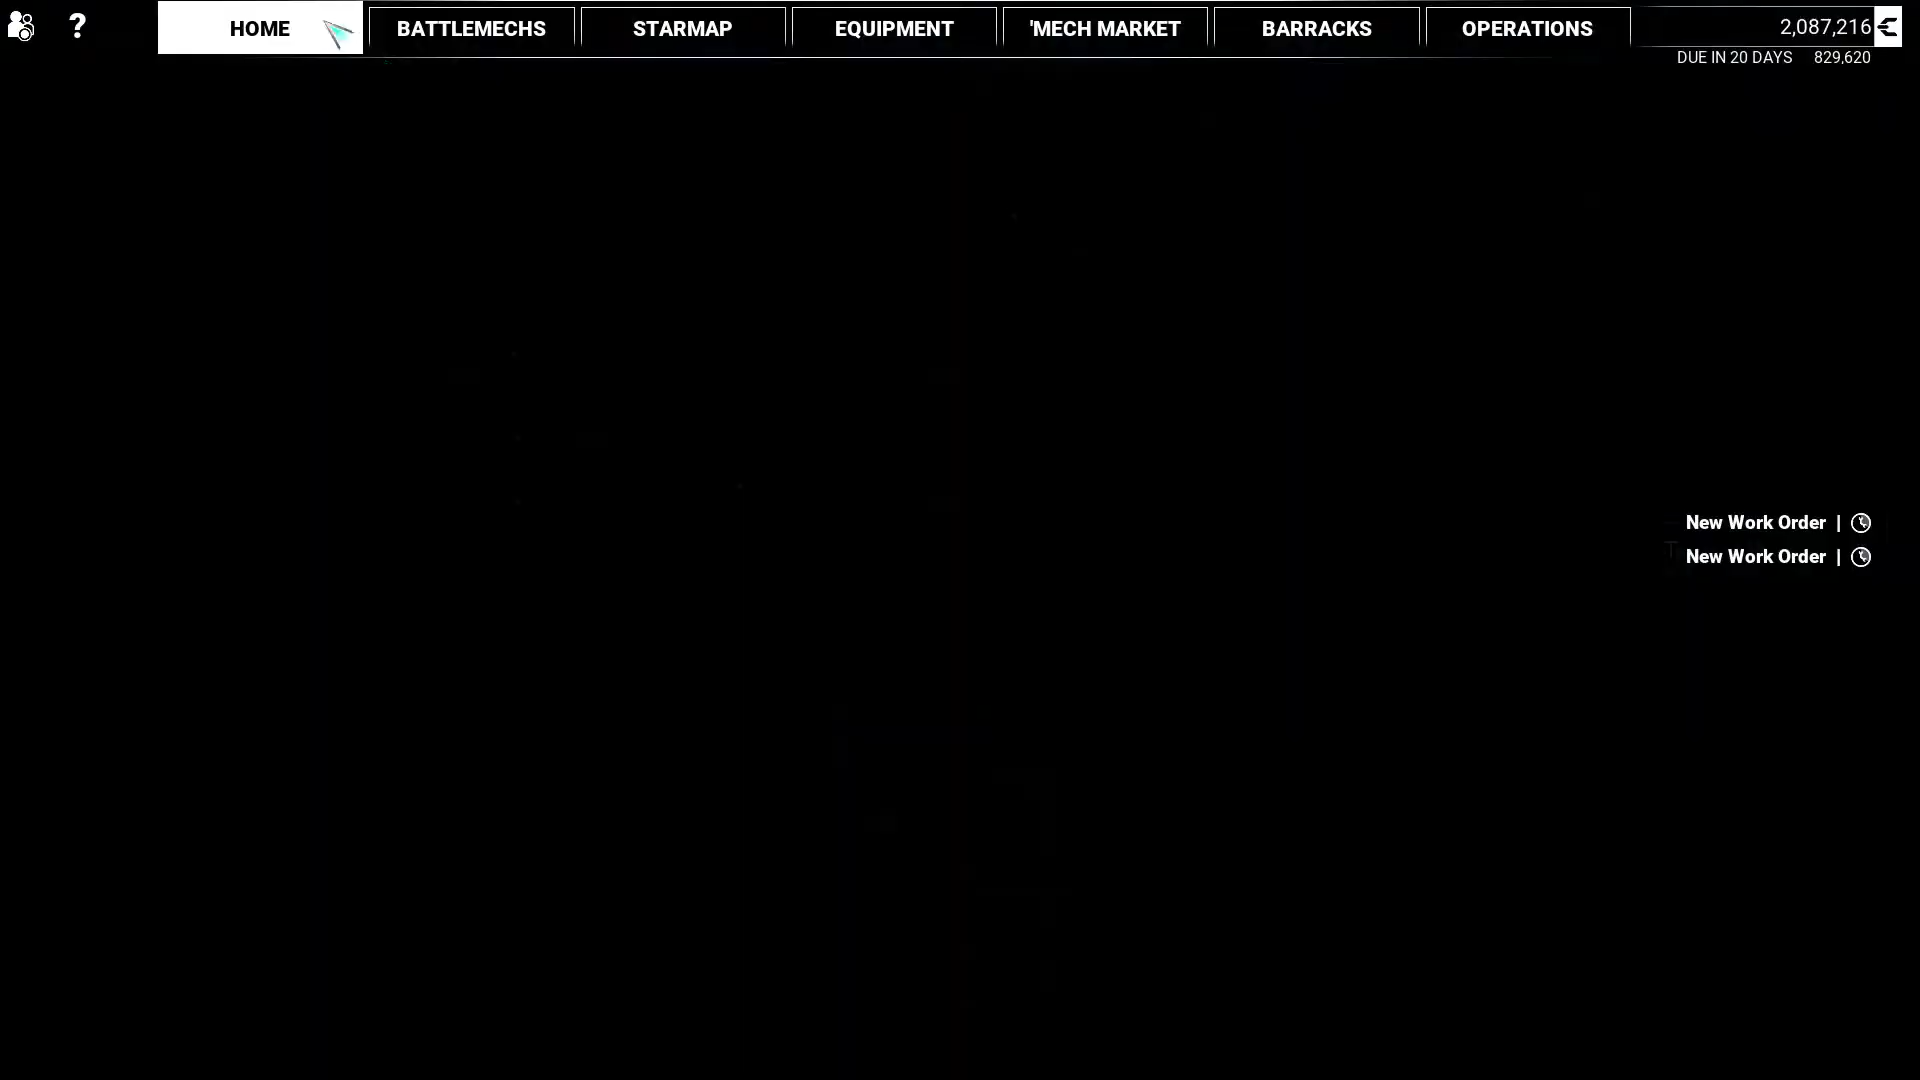 ?
HOME
BATTLEMECHS
STARMAP
EQUIPMENT
'MECH MARKET
BARRACKS
OPERATIONS
2,087,216
DUE IN 20 DAYS 829,620
New Work Order |
New Work Order |